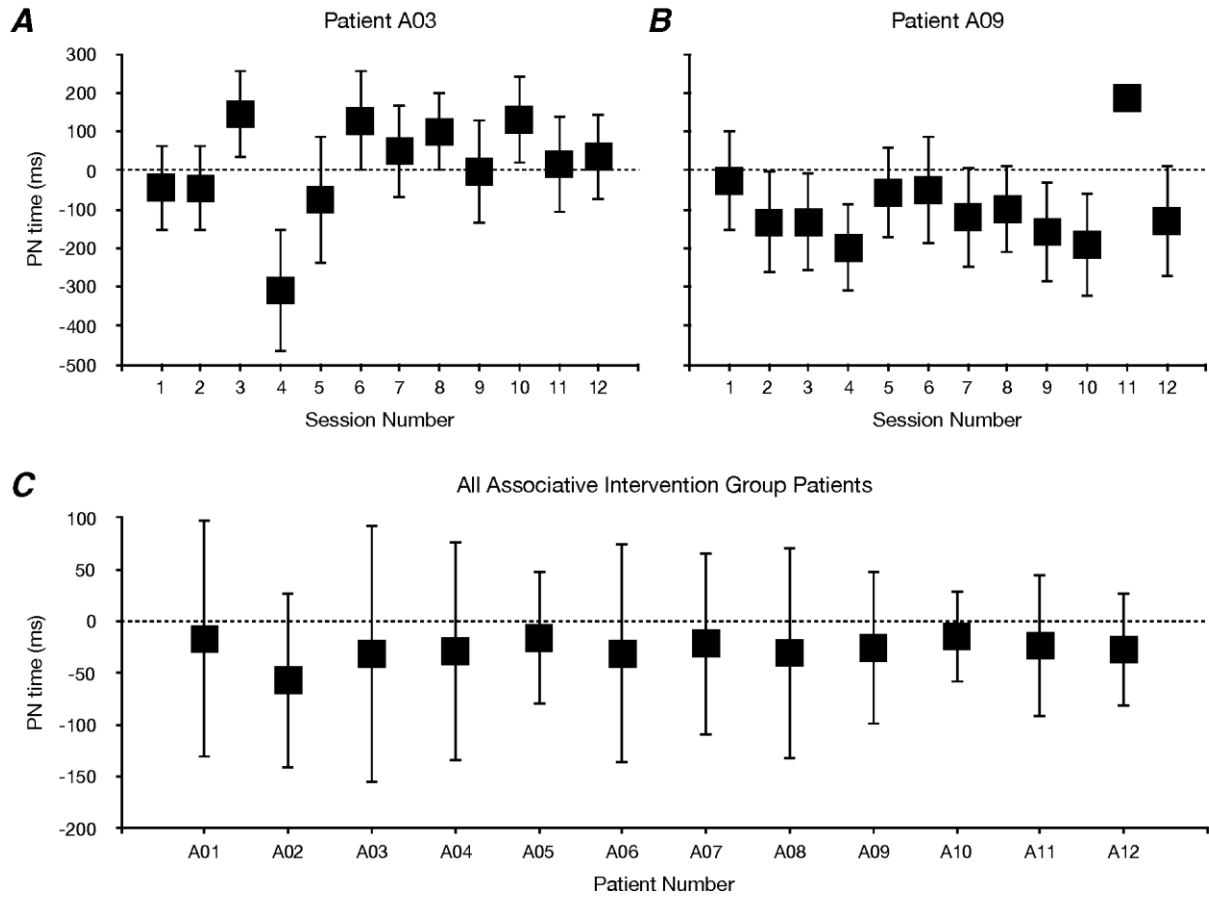 A
Patient A03
B
Patient A09
300
200
100
0
-100
-200
-300
-400
-500
PN time (ms)
1 2 3 4 5 6 7 8 9 10 11 12
Session Number
1 2 3 4 5 6 7 8 9 10 11 12
Session Number
C
All Associative Intervention Group Patients
100
50
0
-50
-100
-150
-200
PN time (ms)
A01 A02 A03 A04 A05 A06 A07 A08 A09 A10 A11 A12
Patient Number